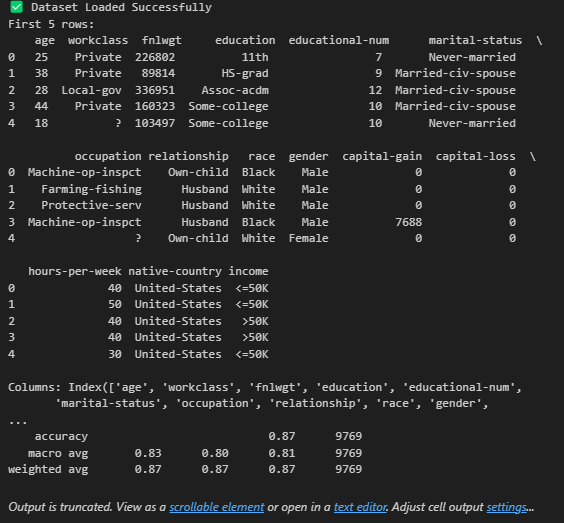 ✅ Dataset Loaded Successfully
First 5 rows:
   age  workclass  fnlwgt     education  educational-num      marital-status  \
0   25    Private  226802          11th                7       Never-married
1   38    Private   89814       HS-grad                9  Married-civ-spouse
2   28  Local-gov  336951    Assoc-acdm               12  Married-civ-spouse
3   44    Private  160323  Some-college               10  Married-civ-spouse
4   18          ?  103497  Some-college               10       Never-married
          occupation relationship   race  gender  capital-gain  capital-loss  \
0  Machine-op-inspct    Own-child  Black    Male             0             0
1    Farming-fishing      Husband  White    Male             0             0
2    Protective-serv      Husband  White    Male             0             0
3  Machine-op-inspct      Husband  Black    Male          7688             0
4                  ?    Own-child  White  Female             0             0
   hours-per-week native-country income
0              40  United-States  <=50K
1              50  United-States  <=50K
2              40  United-States   >50K
3              40  United-States   >50K
4              30  United-States  <=50K
Columns: Index(['age', 'workclass', 'fnlwgt', 'education', 'educational-num',
       'marital-status', 'occupation', 'relationship', 'race', 'gender',
...
    accuracy                           0.87      9769
   macro avg       0.83      0.80      0.81      9769
weighted avg       0.87      0.87      0.87      9769
Output is truncated. View as a scrollable element or open in a text editor. Adjust cell output settings...